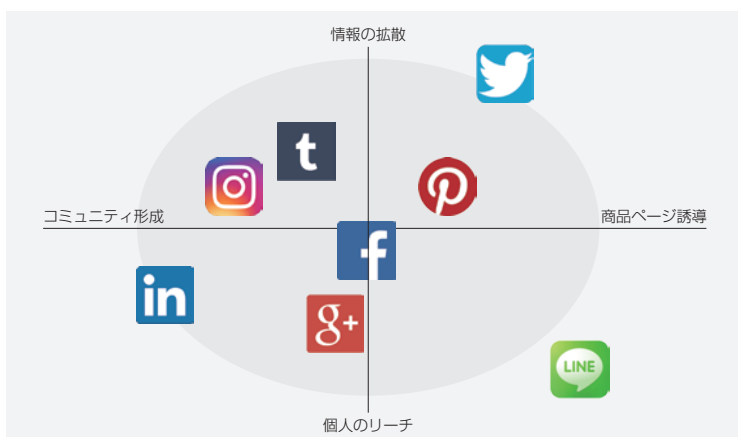 情報の拡散
t
コミュニティ形成
商品ページ誘導
f
in
g+
LINE
個人のリーチ